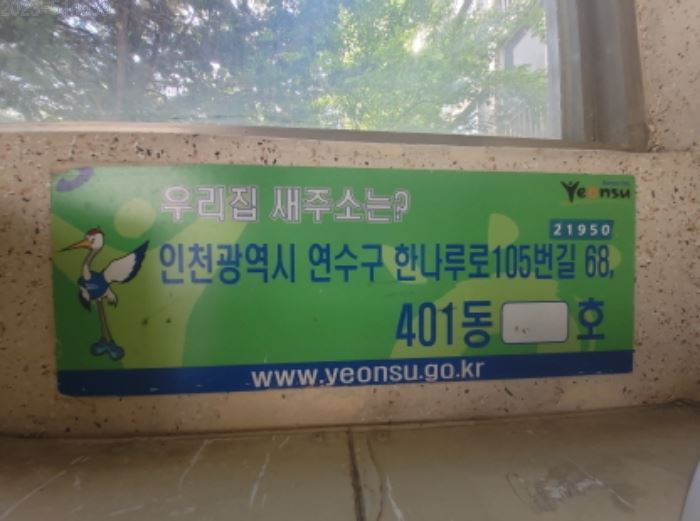 우리집 새주소는?
Yeonsu
21950
인천광역시 연수구 한나루로105번길 68,
401동 호
www.yeonsu.go.kr